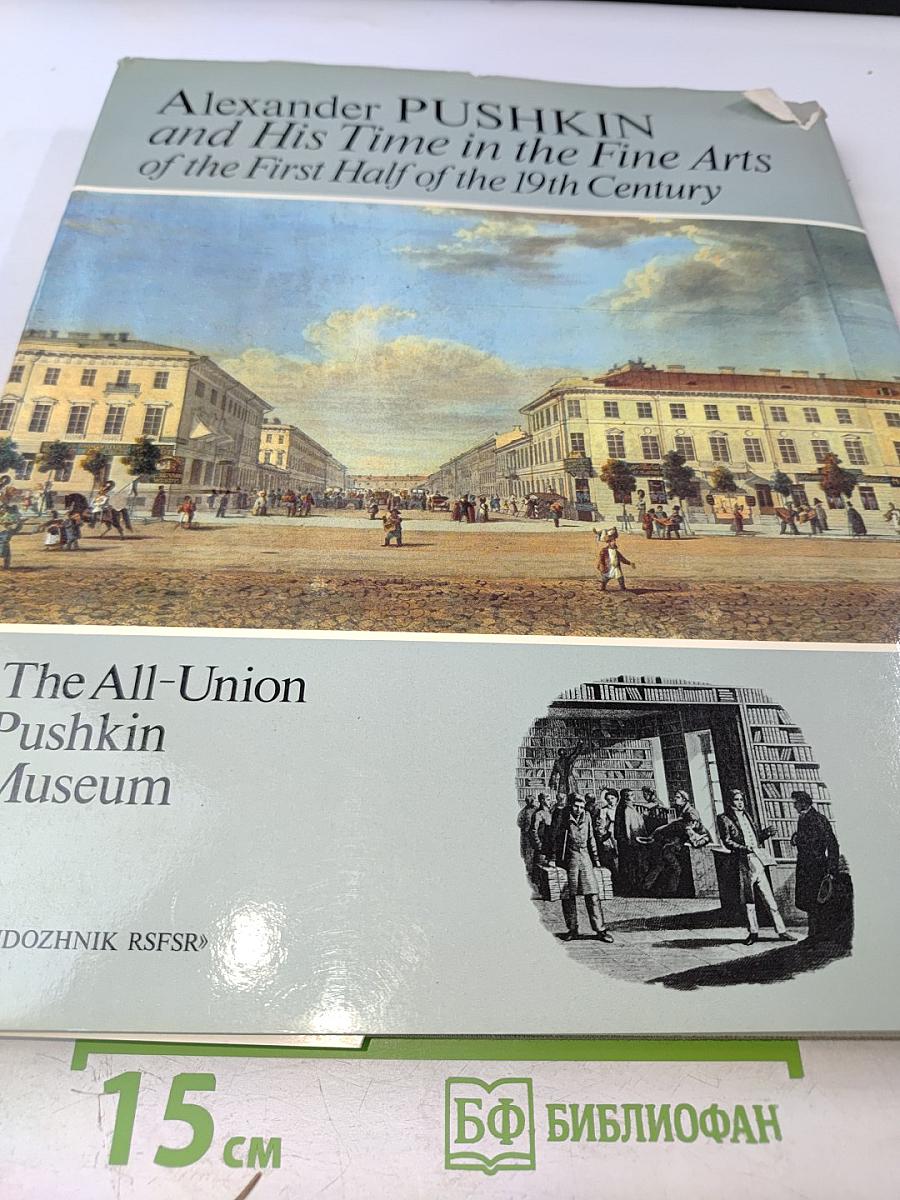 Alexander PUSHKIN
and His Time in the Fine Arts
of the First Half of the 19th Century
The All-Union
Pushkin
Museum
DOZHNIK RSFSR»
15 см
БФ БИБЛИОФАН